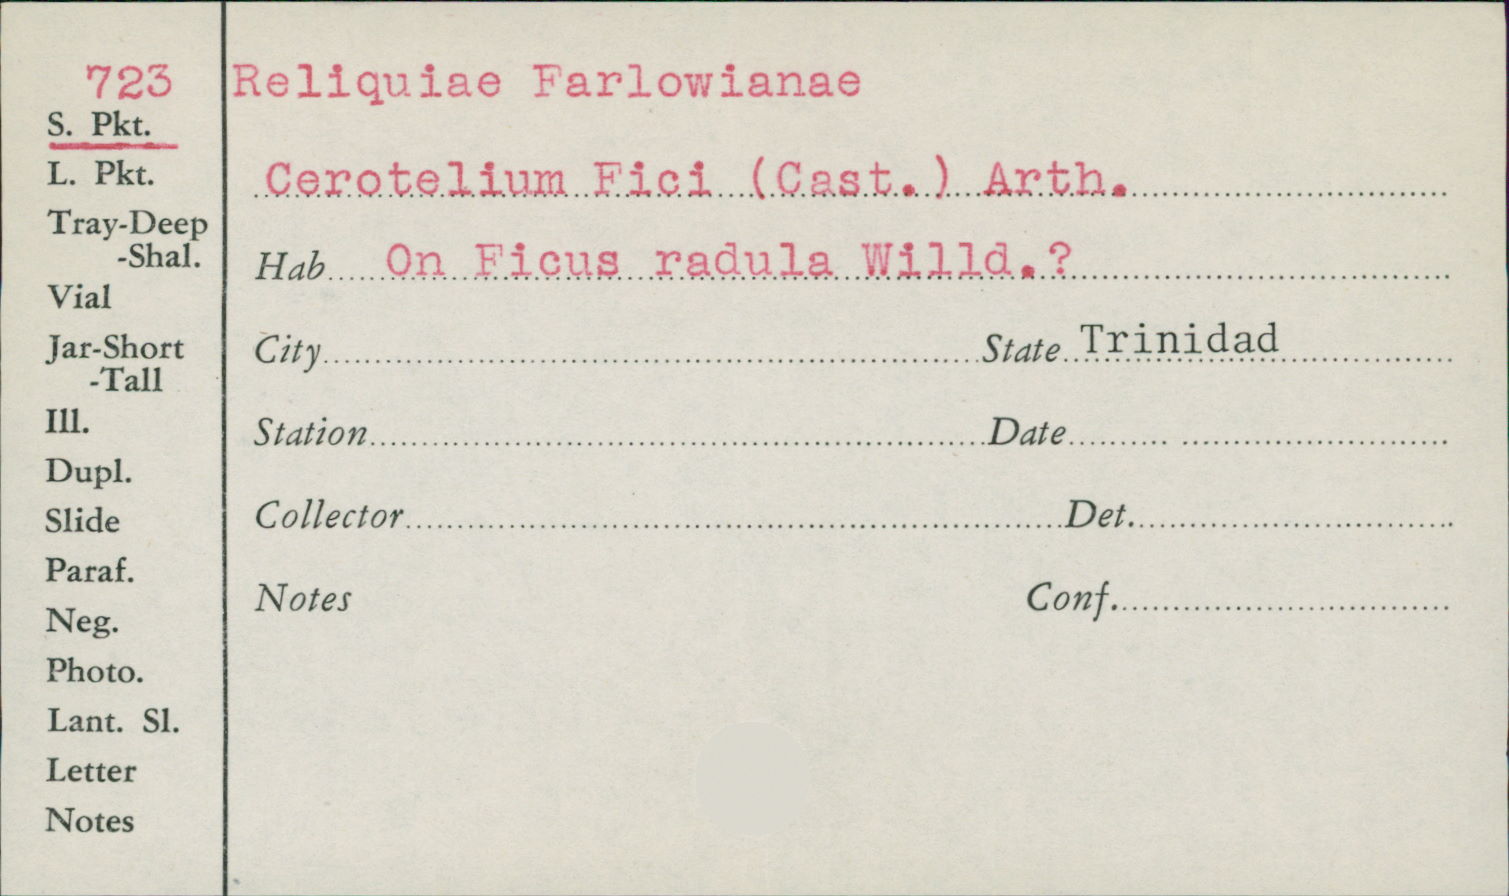 723 Reliquiae Farlowianae
S. Pkt.
L. Pkt.
Cerotelium Fici (Cast.) Arth.
Tray-Deep
-Shal.
Hab On Ficus radula Willd.?
Vial
Jar-Short
-Tall
City State Trinidad
Ill.
Station Date
Dupl.
Slide
Collector Det.
Paraf.
Neg.
Notes Conf.
Photo.
Lant. Sl.
Letter
Notes